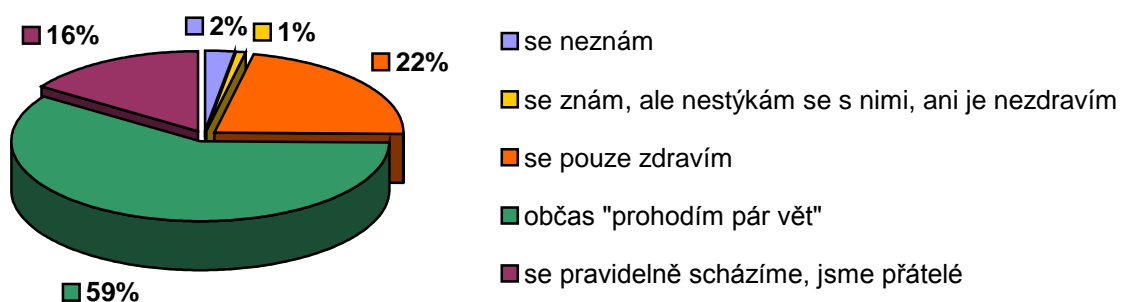 2%
1%
16%
22%
59%
se neznám
se znám, ale nestýkám se s nimi, ani je nezdravím
se pouze zdravím
občas "prohodím pár vět"
se pravidelně scházíme, jsme přátelé